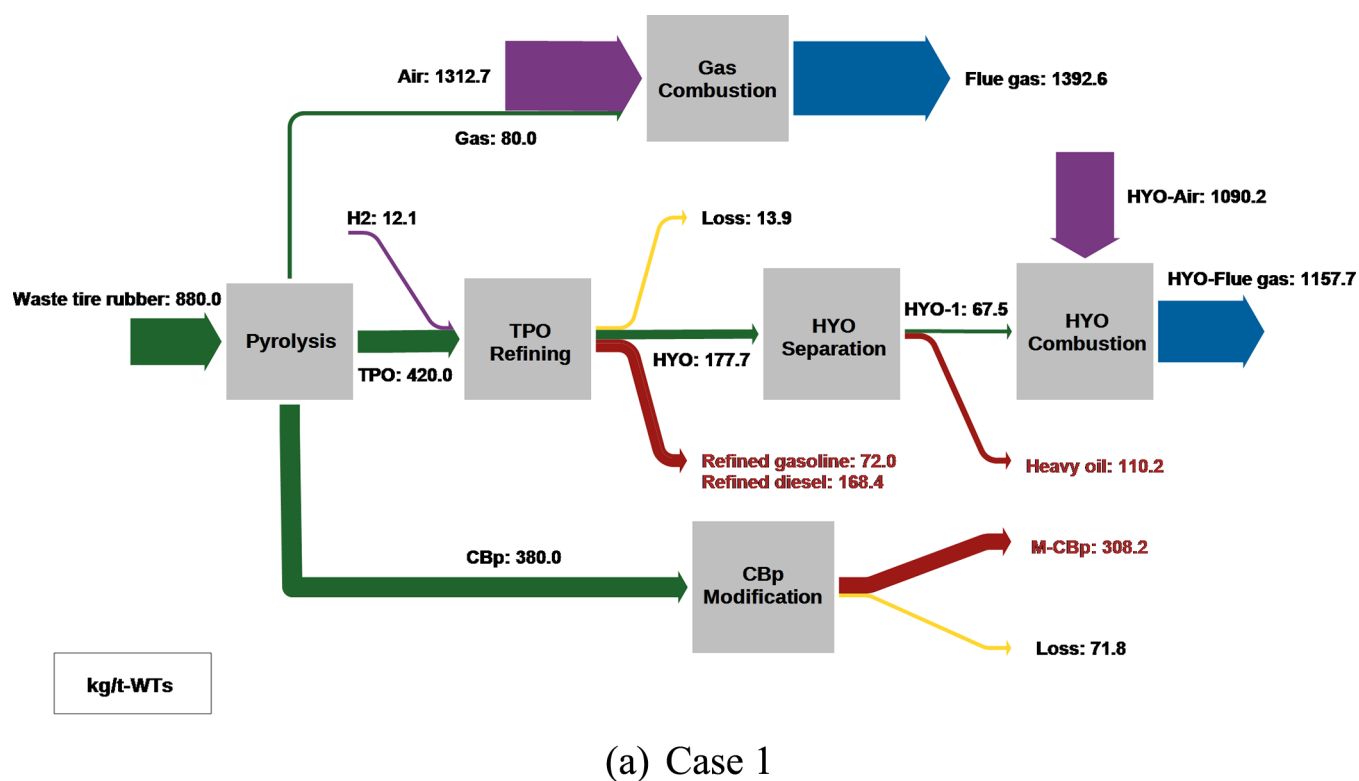 Air: 1312.7
Gas
Combustion
Flue gas: 1392.6
Gas: 80.0
HYO-Air: 1090.2
H2: 12.1
Loss: 13.9
Waste tire rubber: 880.0
Pyrolysis
TPO: 420.0
TPO
Refining
HYO: 177.7
HYO
Separation
HYO-1: 67.5
HYO
Combustion
HYO-Flue gas: 1157.7
Refined gasoline: 72.0
Refined diesel: 168.4
Heavy oil: 110.2
CBp: 380.0
CBp
Modification
M-CBp: 308.2
Loss: 71.8
kg/t-WTs
(a) Case 1